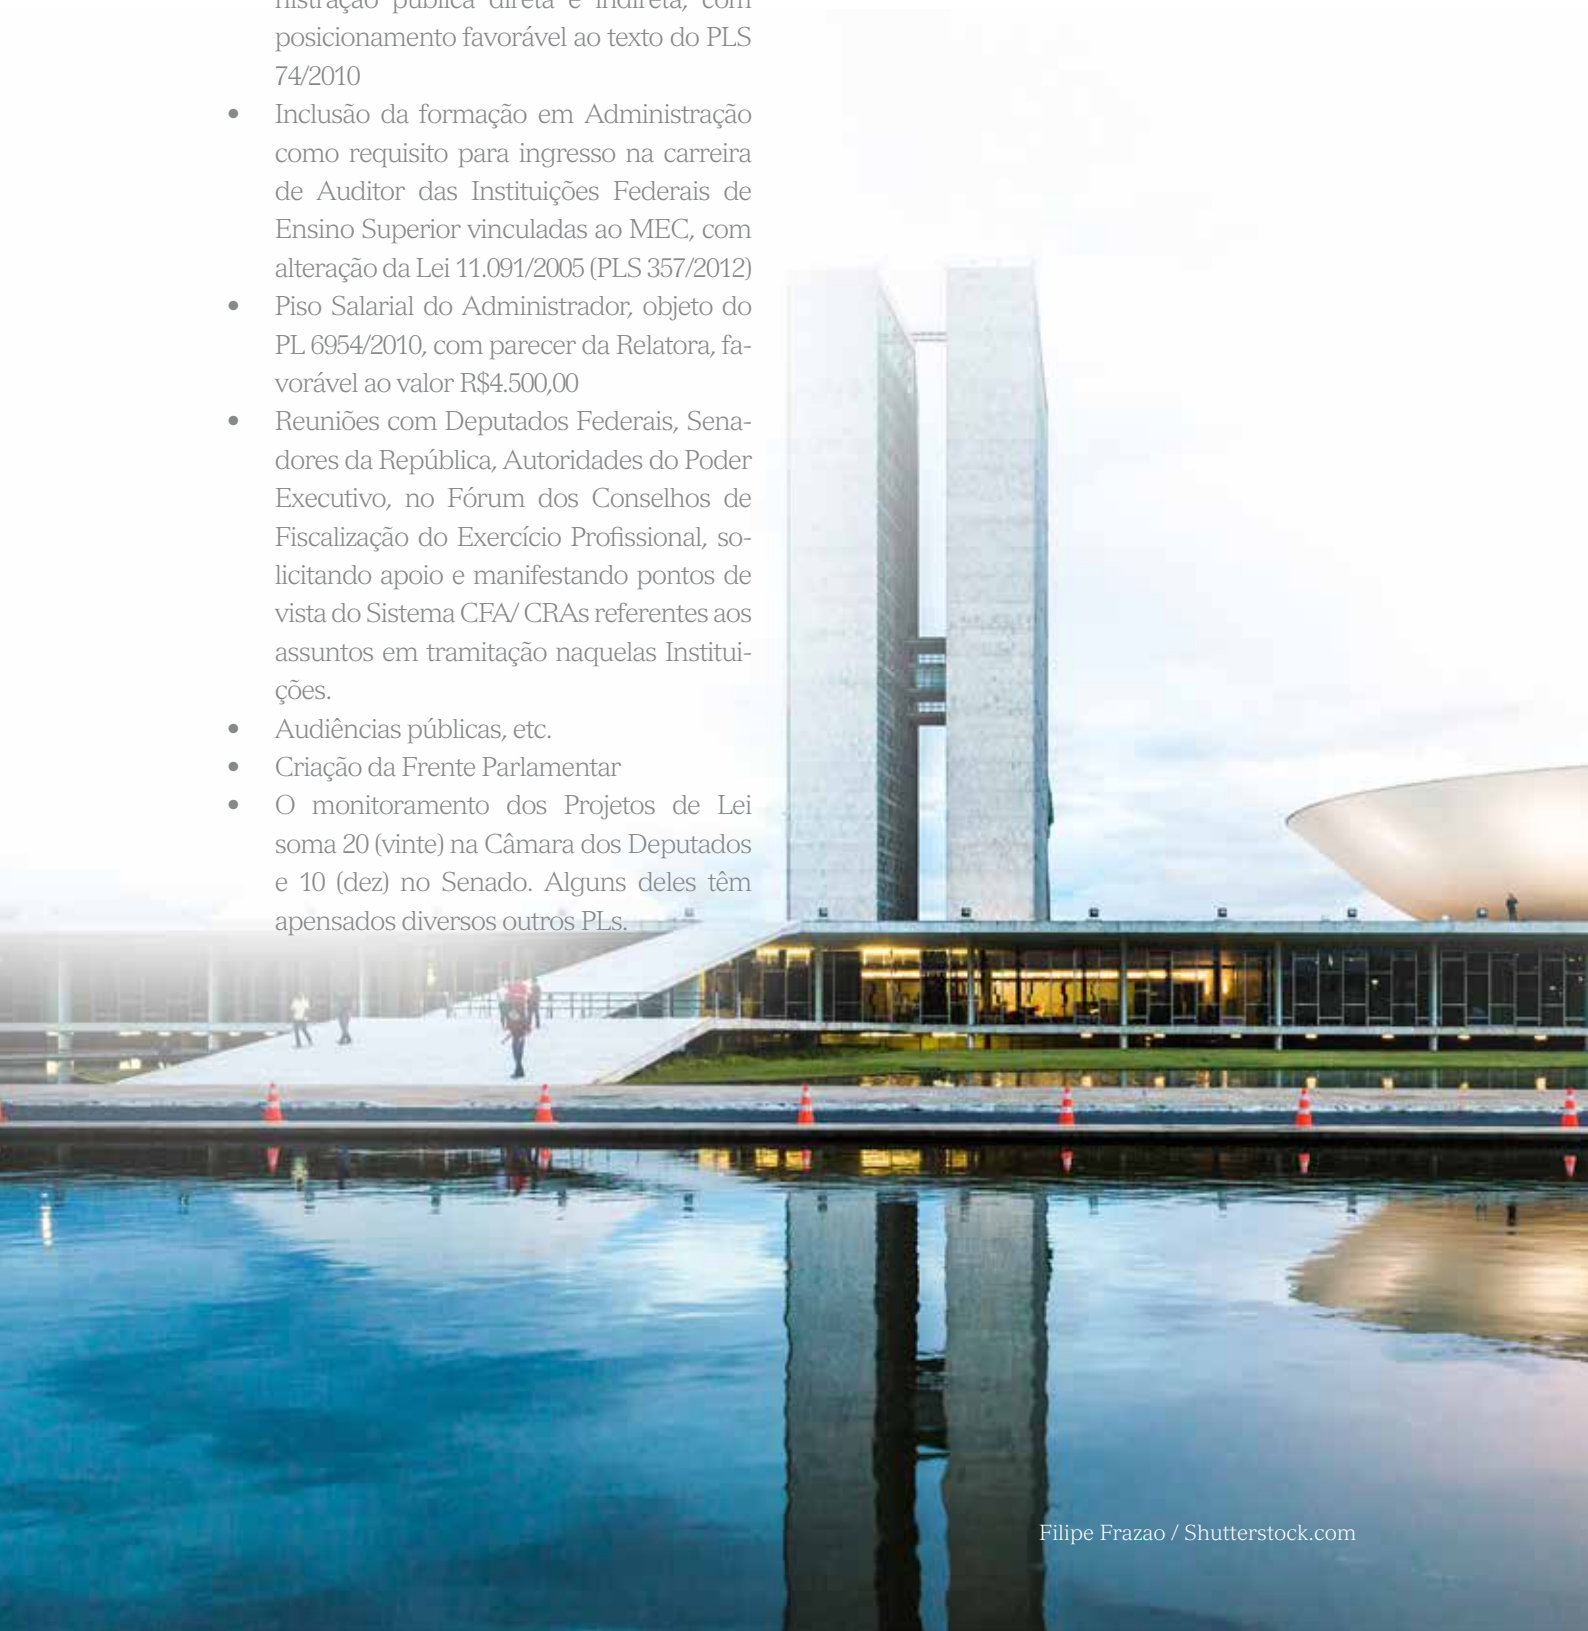 nistração pública direta e indireta, com
posicionamento favorável ao texto do PLS
74/2010
• Inclusão da formação em Administração
como requisito para ingresso na carreira
de Auditor das Instituições Federais de
Ensino Superior vinculadas ao MEC, com
alteração da Lei 11.091/2005 (PLS 357/2012)
• Piso Salarial do Administrador, objeto do
PL 6954/2010, com parecer da Relatora, fa-
vorável ao valor R$4.500,00
• Reuniões com Deputados Federais, Sena-
dores da República, Autoridades do Poder
Executivo, no Fórum dos Conselhos de
Fiscalização do Exercício Profissional, so-
licitando apoio e manifestando pontos de
vista do Sistema CFA/ CRAs referentes aos
assuntos em tramitação naquelas Institui-
ções.
• Audiências públicas, etc.
• Criação da Frente Parlamentar
• O monitoramento dos Projetos de Lei
soma 20 (vinte) na Câmara dos Deputados
e 10 (dez) no Senado. Alguns deles têm
apensados diversos outros PLs.
Filipe Frazao / Shutterstock.com